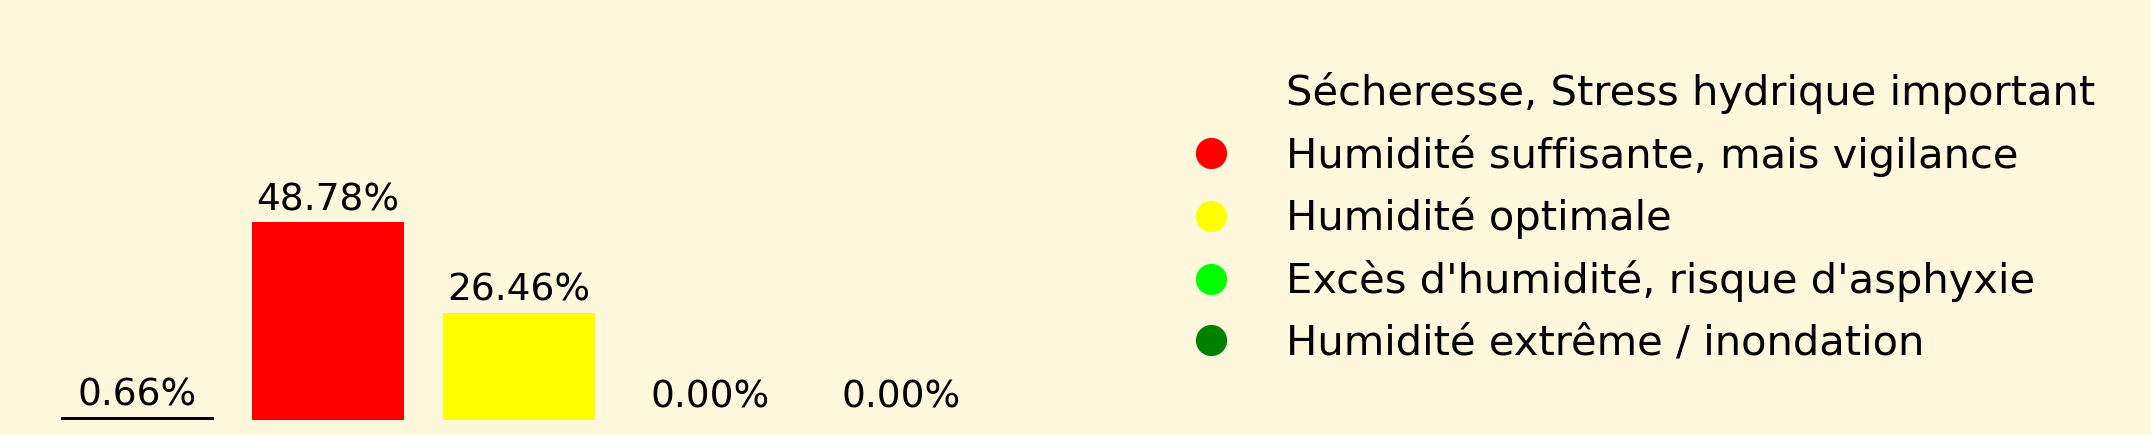 48.78%
26.46%
0.66%
0.00%
0.00%
Sécheresse, Stress hydrique important
Humidité suffisante, mais vigilance
Humidité optimale
Excès d'humidité, risque d'asphyxie
Humidité extrême / inondation